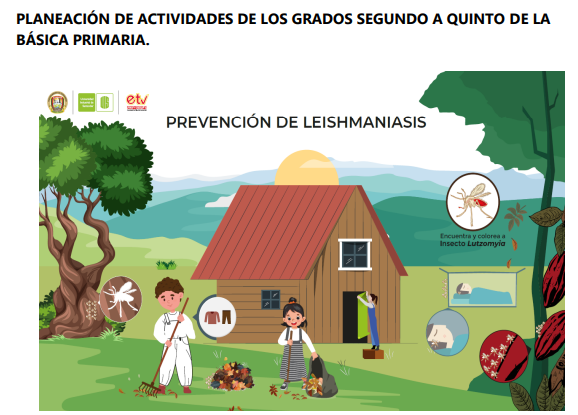 PLANEACIÓN DE ACTIVIDADES DE LOS GRADOS SEGUNDO A QUINTO DE LA
BÁSICA PRIMARIA.
etv
PREVENCIÓN DE LEISHMANIASIS
Encuentra y colorea a
Insecto Lutzomyia